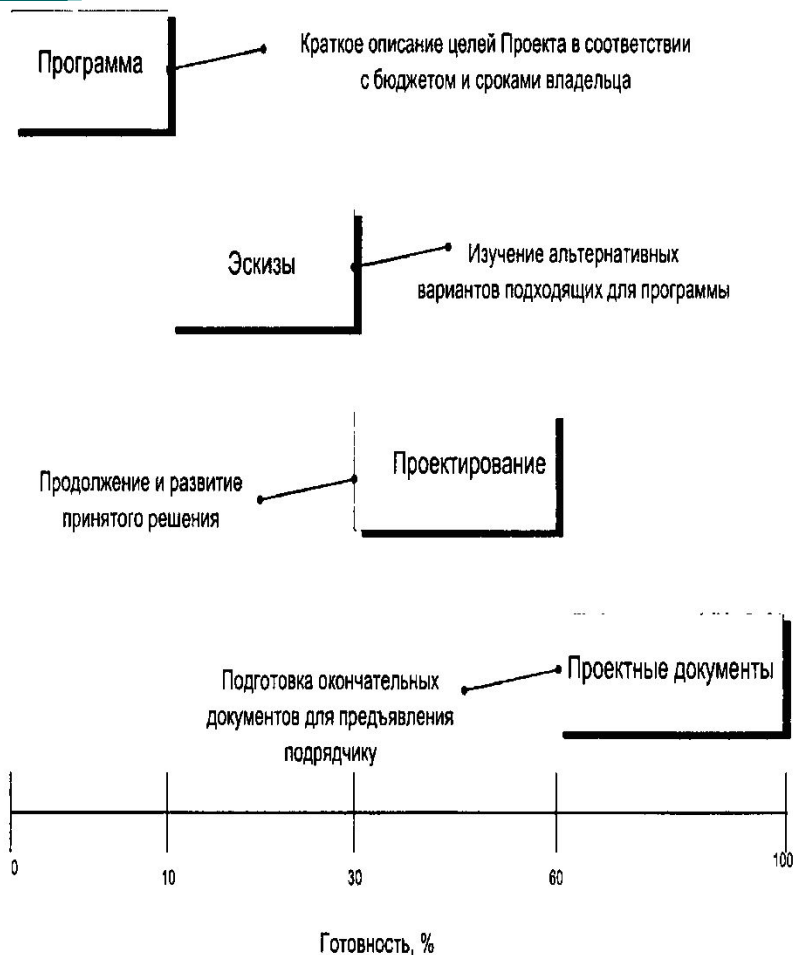 Программа
Краткое описание целей Проекта в соответствии
с бюджетом и сроками владельца
Эскизы
Изучение альтернативных
вариантов подходящих для программы
Проектирование
Продолжение и развитие
принятого решения
Проектные документы
Подготовка окончательных
документов для предъявления
подрядчику
0 10 30 60 100
Готовность, %